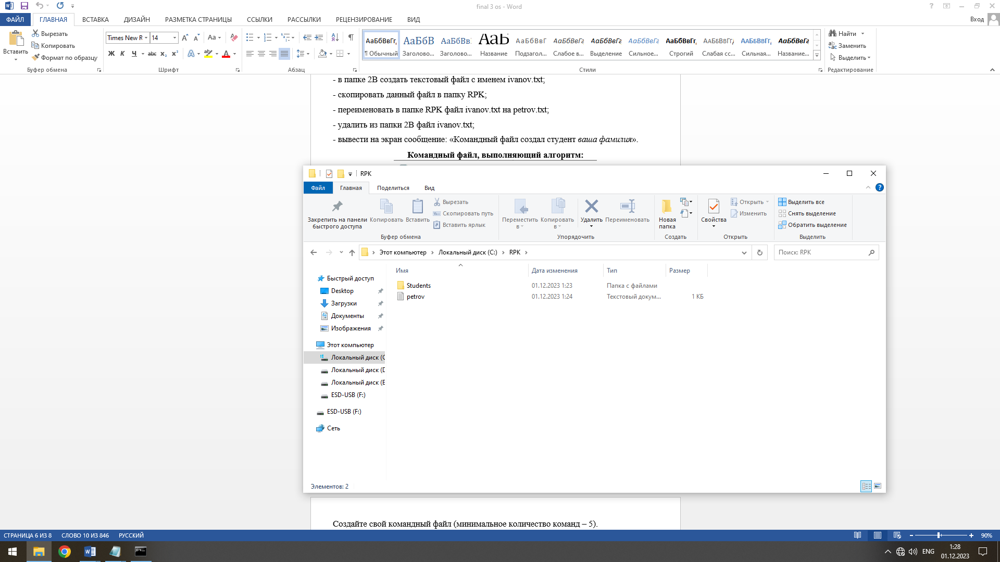 final 3 os - Word
ФАЙЛ ГЛАВНАЯ ВСТАВКА ДИЗАЙН РАЗМЕТКА СТРАНИЦЫ ССЫЛКИ РАССЫЛКИ РЕЦЕНЗИРОВАНИЕ ВИД Вход
Вставить
Вырезать
Копировать
Формат по образцу
Буфер обмена
Times New R 14
Шрифт
Абзац
АаБбВвГг, АаБбВ АаБбВв АаБ АаБбВвГ АаБбВвГг АаБбВвГг АаБбВвГг АаБбВвГг, ААБбВВГГД ААБбВВГГ, АаБбВвГг.
¶ Обычный Заголово... Заголово... Название Подзагол... Слабое в... Выделение Сильное... Строгий Слабая сс... Сильная... Название...
Стили
Найти
Заменить
Выделить
Редактирование
- в папке 2В создать текстовый файл с именем ivanov.txt;
- скопировать данный файл в папку RPK;
- переименовать в папке RPK файл ivanov.txt на petrov.txt;
- удалить из папки 2В файл ivanov.txt;
- вывести на экран сообщение: «Командный файл создал студент ваша фамилия».
Командный файл, выполняющий алгоритм:
RPK
Файл Главная Поделиться Вид
Закрепить на панели быстрого доступа
Копировать
Вставить
Вырезать
Скопировать путь
Вставить ярлык
Буфер обмена
Переместить в
Копировать в
Удалить
Переименовать
Упорядочить
Новая папка
Создать
Свойства
Открыть
Изменить
Открыть
Выделить все
Снять выделение
Обратить выделение
Выделить
Этот компьютер › Локальный диск (C:) › RPK ›
Поиск: RPK
Имя Дата изменения Тип Размер
Students 01.12.2023 1:23 Папка с файлами
petrov 01.12.2023 1:24 Текстовый докум... 1 КБ
Быстрый доступ
Desktop
Загрузки
Документы
Изображения
Этот компьютер
Локальный диск (C
Локальный диск (D
Локальный диск (E
ESD-USB (F:)
ESD-USB (F:)
Сеть
Элементов: 2
Создайте свой командный файл (минимальное количество команд – 5).
СТРАНИЦА 6 ИЗ 8 СЛОВО 10 ИЗ 846 РУССКИЙ 90%
ENG
1:28
01.12.2023